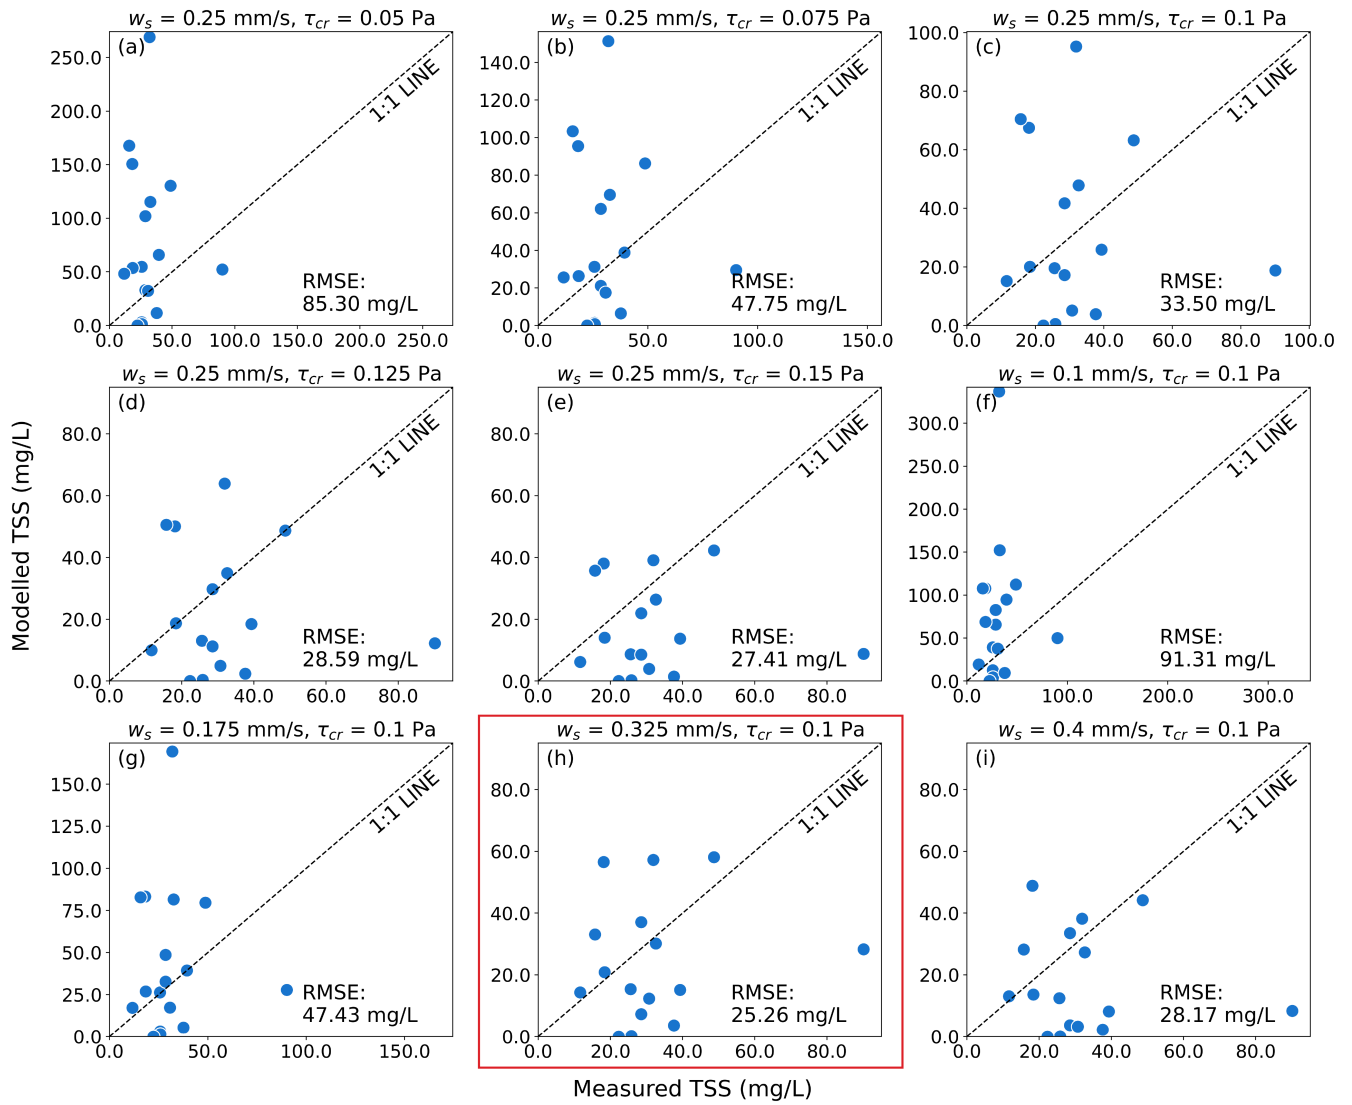 w_s = 0.25 mm/s, τ_cr = 0.05 Pa
(a)
1:1 LINE
RMSE:
85.30 mg/L
250.0
200.0
150.0
100.0
50.0
0.0
0.0 50.0 100.0 150.0 200.0 250.0
w_s = 0.25 mm/s, τ_cr = 0.075 Pa
(b)
1:1 LINE
RMSE:
47.75 mg/L
140.0
120.0
100.0
80.0
60.0
40.0
20.0
0.0
0.0 50.0 100.0 150.0
w_s = 0.25 mm/s, τ_cr = 0.1 Pa
(c)
1:1 LINE
RMSE:
33.50 mg/L
100.0
80.0
60.0
40.0
20.0
0.0
0.0 20.0 40.0 60.0 80.0 100.0
Modelled TSS (mg/L)
w_s = 0.25 mm/s, τ_cr = 0.125 Pa
(d)
1:1 LINE
RMSE:
28.59 mg/L
80.0
60.0
40.0
20.0
0.0
0.0 20.0 40.0 60.0 80.0
w_s = 0.25 mm/s, τ_cr = 0.15 Pa
(e)
1:1 LINE
RMSE:
27.41 mg/L
80.0
60.0
40.0
20.0
0.0
0.0 20.0 40.0 60.0 80.0
w_s = 0.1 mm/s, τ_cr = 0.1 Pa
(f)
1:1 LINE
RMSE:
91.31 mg/L
300.0
250.0
200.0
150.0
100.0
50.0
0.0
0.0 100.0 200.0 300.0
w_s = 0.175 mm/s, τ_cr = 0.1 Pa
(g)
1:1 LINE
RMSE:
47.43 mg/L
150.0
125.0
100.0
75.0
50.0
25.0
0.0
0.0 50.0 100.0 150.0
w_s = 0.325 mm/s, τ_cr = 0.1 Pa
(h)
1:1 LINE
RMSE:
25.26 mg/L
80.0
60.0
40.0
20.0
0.0
0.0 20.0 40.0 60.0 80.0
w_s = 0.4 mm/s, τ_cr = 0.1 Pa
(i)
1:1 LINE
RMSE:
28.17 mg/L
80.0
60.0
40.0
20.0
0.0
0.0 20.0 40.0 60.0 80.0
Measured TSS (mg/L)